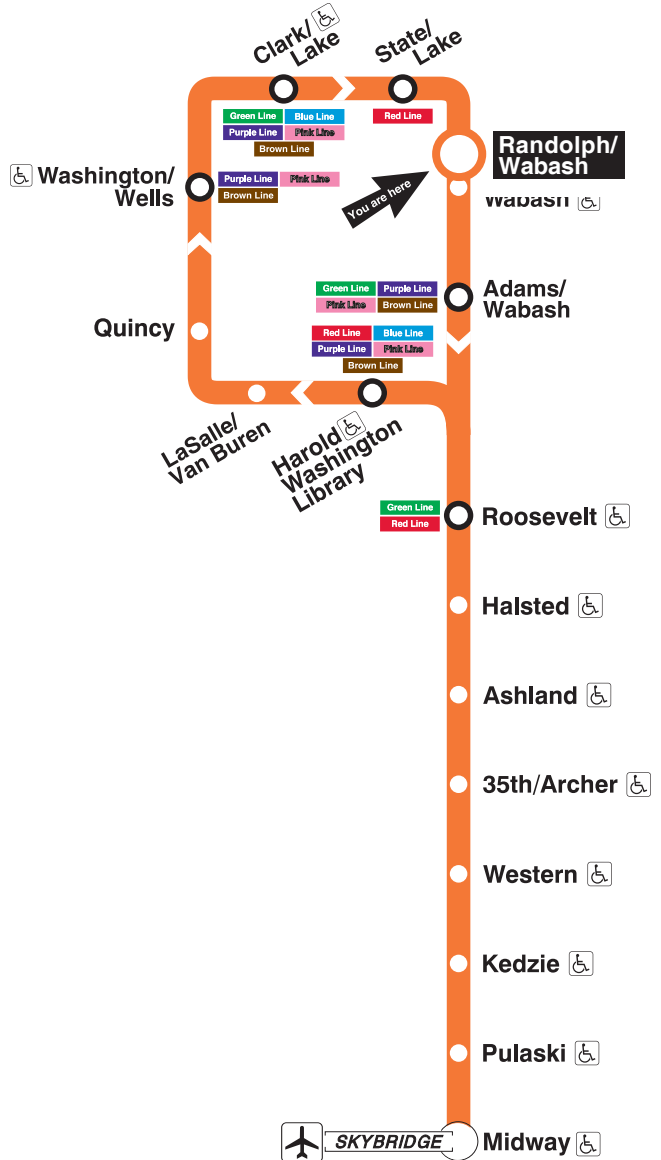 Clark/
Lake
State/
Lake
Green Line
Blue Line
Purple Line
Pink Line
Brown Line
Red Line
Randolph/
Wabash
You are here
Wabash
Washington/
Wells
Purple Line
Pink Line
Brown Line
Green Line
Purple Line
Pink Line
Brown Line
Adams/
Wabash
Quincy
Red Line
Blue Line
Purple Line
Pink Line
Brown Line
LaSalle/
Van Buren
Harold
Washington
Library
Green Line
Red Line
Roosevelt
Halsted
Ashland
35th/Archer
Western
Kedzie
Pulaski
SKYBRIDGE
Midway